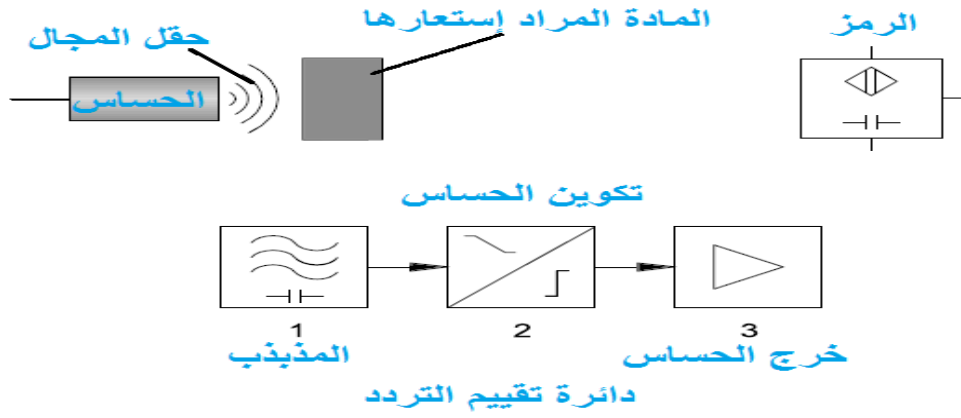 المادة المراد إستعارها
الرمز
حقل المجال
الحساس
تكوين الحساس
1 2 3
المذبذب
خرج الحساس
دائرة تقييم التردد